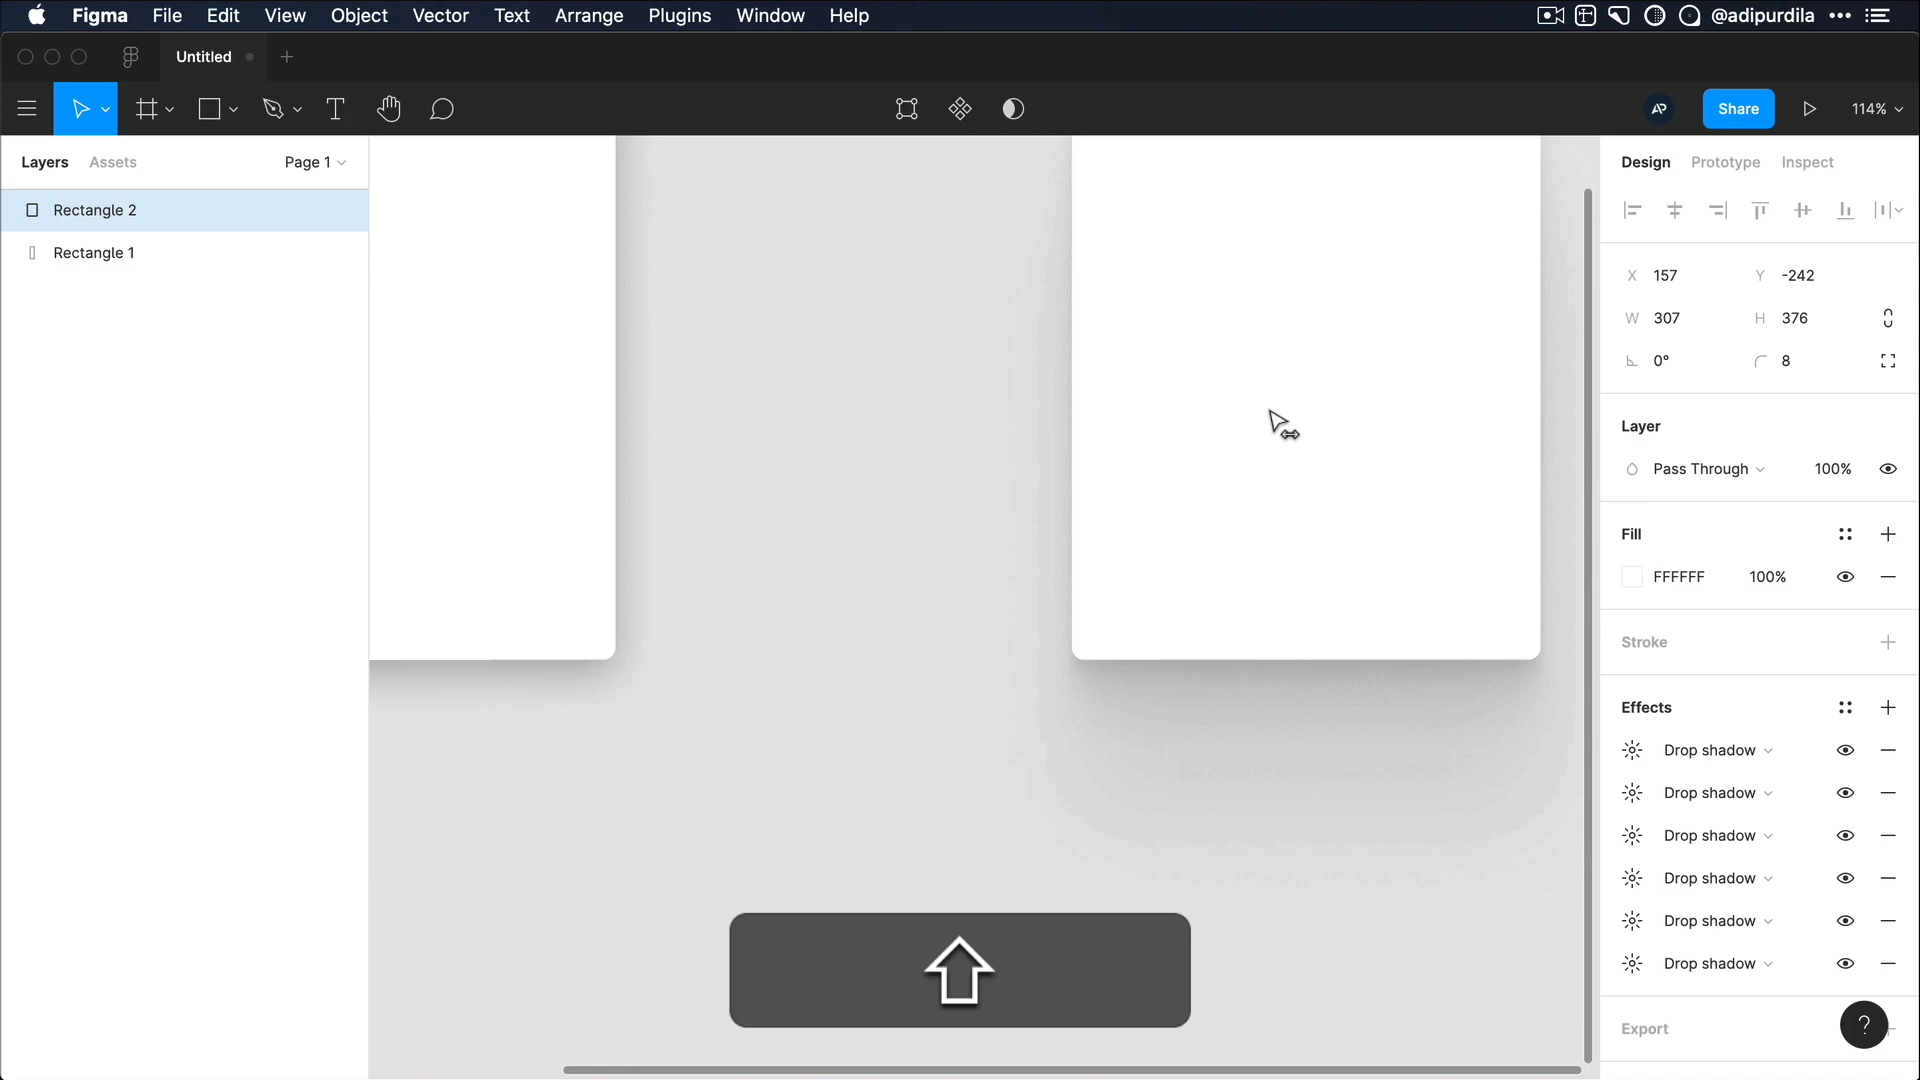 Figma File Edit View Object Vector Text Arrange Plugins Window Help @adipurdila
Untitled
AP Share 114%
Layers Assets Page 1
Rectangle 2
Rectangle 1
Design Prototype Inspect
X 157 Y -242
W 307 H 376
0° 8
Layer
Pass Through 100%
Fill
FFFFFF 100%
Stroke
Effects
Drop shadow
Drop shadow
Drop shadow
Drop shadow
Drop shadow
Drop shadow
Export
?